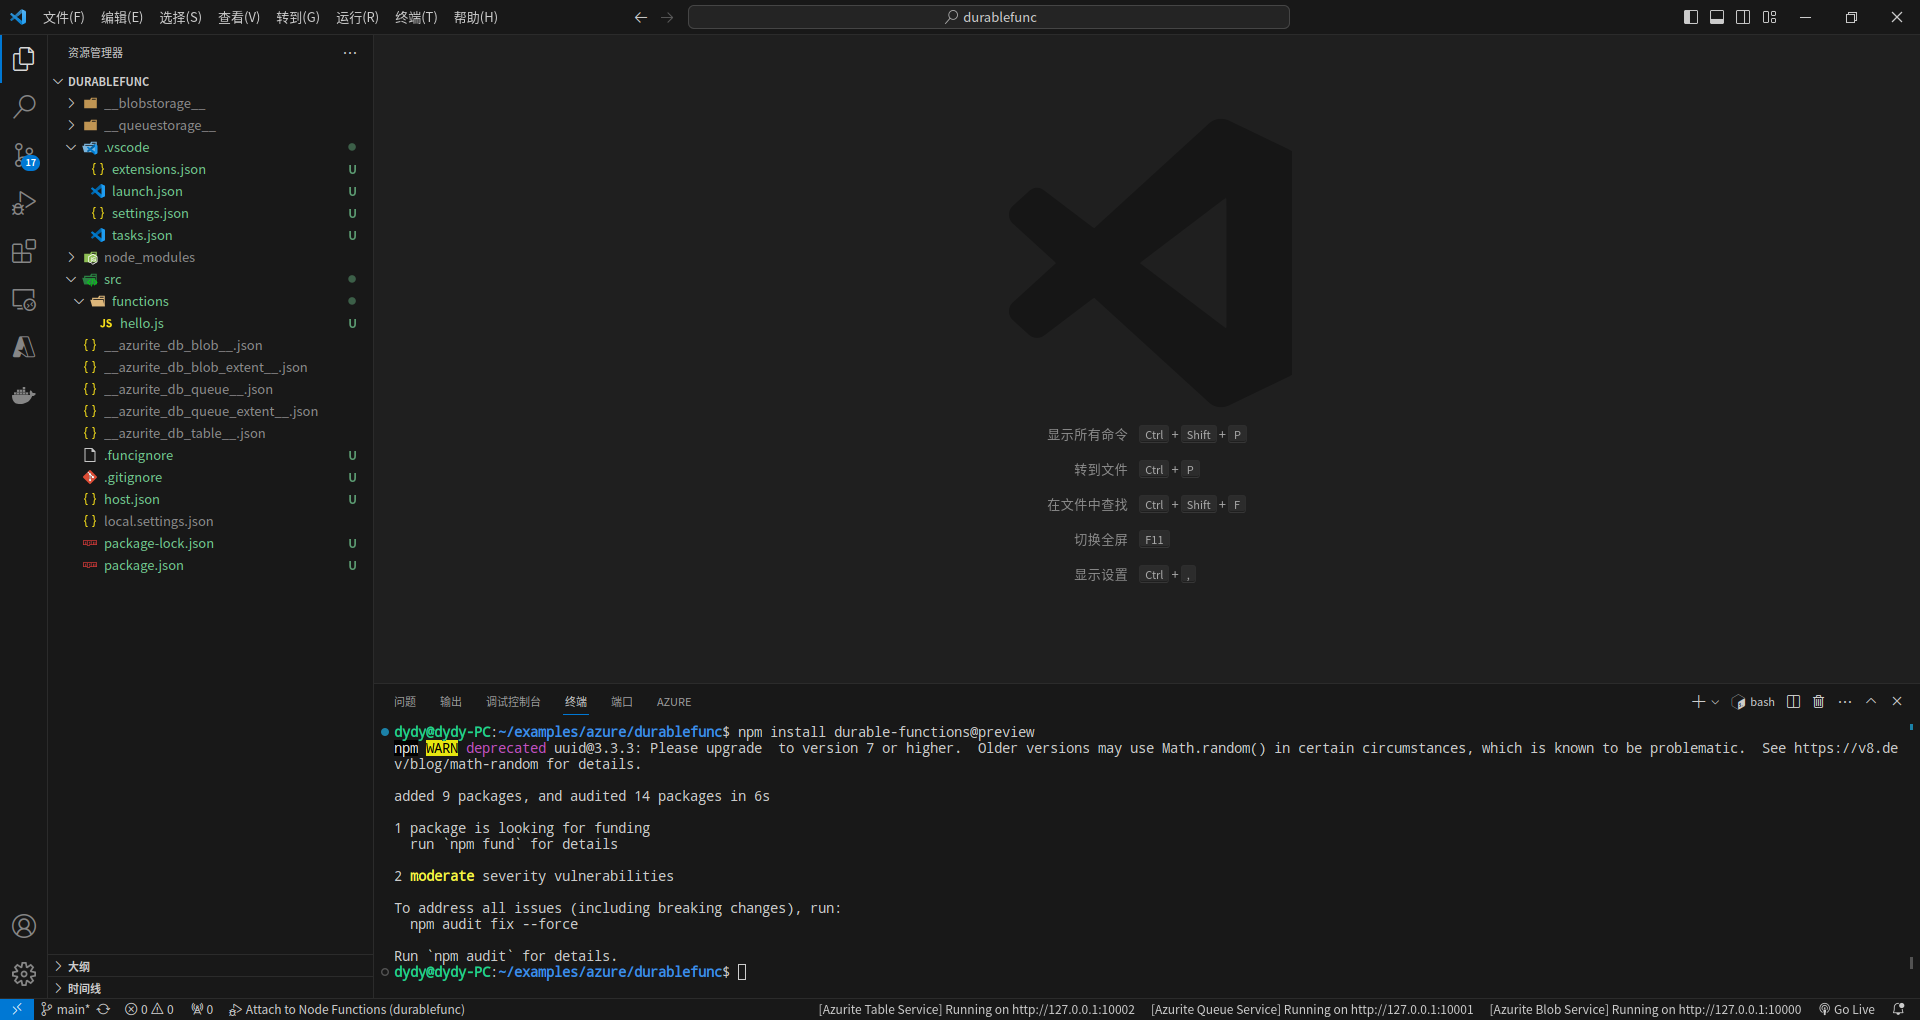 文件(F) 编辑(E) 选择(S) 查看(V) 转到(G) 运行(R) 终端(T) 帮助(H)
durablefunc
资源管理器
DURABLEFUNC
__blobstorage__
__queuestorage__
.vscode
extensions.json U
launch.json U
settings.json U
tasks.json U
node_modules
src
functions
JS hello.js U
__azurite_db_blob__.json
__azurite_db_blob_extent__.json
__azurite_db_queue__.json
__azurite_db_queue_extent__.json
__azurite_db_table__.json
.funcignore U
.gitignore U
host.json U
local.settings.json
package-lock.json U
package.json U
17
大纲
时间线
显示所有命令 Ctrl + Shift + P
转到文件 Ctrl + P
在文件中查找 Ctrl + Shift + F
切换全屏 F11
显示设置 Ctrl + ,
问题 输出 调试控制台 终端 端口 AZURE
bash
dydy@dydy-PC:~/examples/azure/durablefunc$ npm install durable-functions@preview
npm WARN deprecated uuid@3.3.3: Please upgrade  to version 7 or higher.  Older versions may use Math.random() in certain circumstances, which is known to be problematic.  See https://v8.de
v/blog/math-random for details.
added 9 packages, and audited 14 packages in 6s
1 package is looking for funding
run `npm fund` for details
2 moderate severity vulnerabilities
To address all issues (including breaking changes), run:
npm audit fix --force
Run `npm audit` for details.
dydy@dydy-PC:~/examples/azure/durablefunc$
main* 0 0 0 Attach to Node Functions (durablefunc) [Azurite Table Service] Running on http://127.0.0.1:10002 [Azurite Queue Service] Running on http://127.0.0.1:10001 [Azurite Blob Service] Running on http://127.0.0.1:10000 Go Live